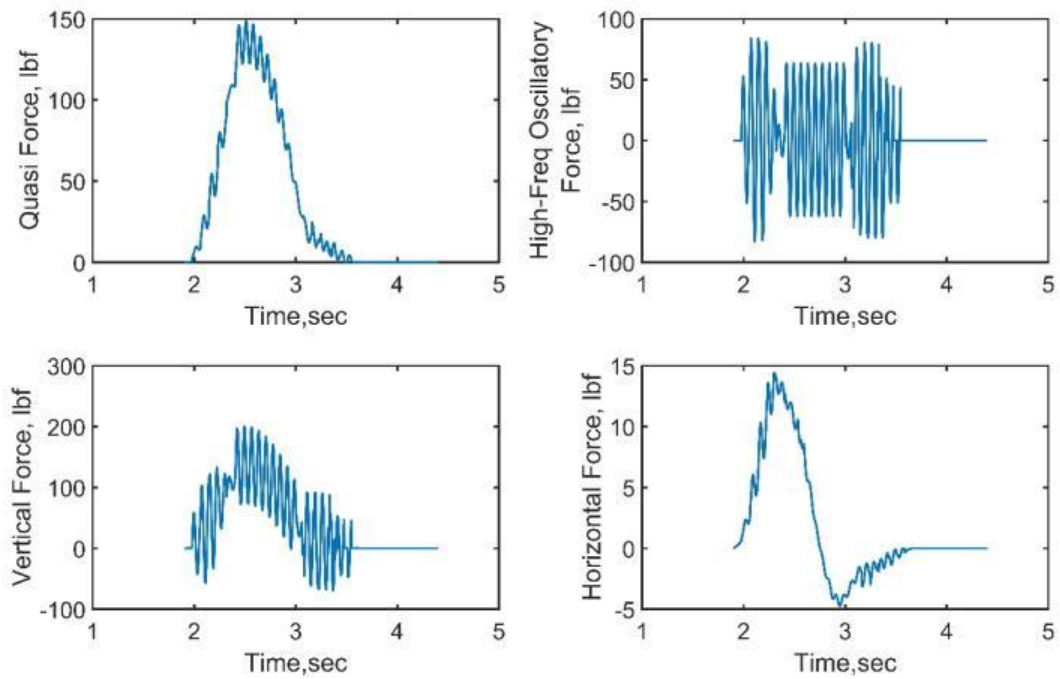 Quasi Force, lbf
150
100
50
0
1 2 3 4 5
Time,sec
High-Freq Oscillatory
Force, lbf
100
50
0
-50
-100
1 2 3 4 5
Time,sec
Vertical Force, lbf
300
200
100
0
-100
1 2 3 4 5
Time,sec
Horizontal Force, lbf
15
10
5
0
-5
1 2 3 4 5
Time,sec